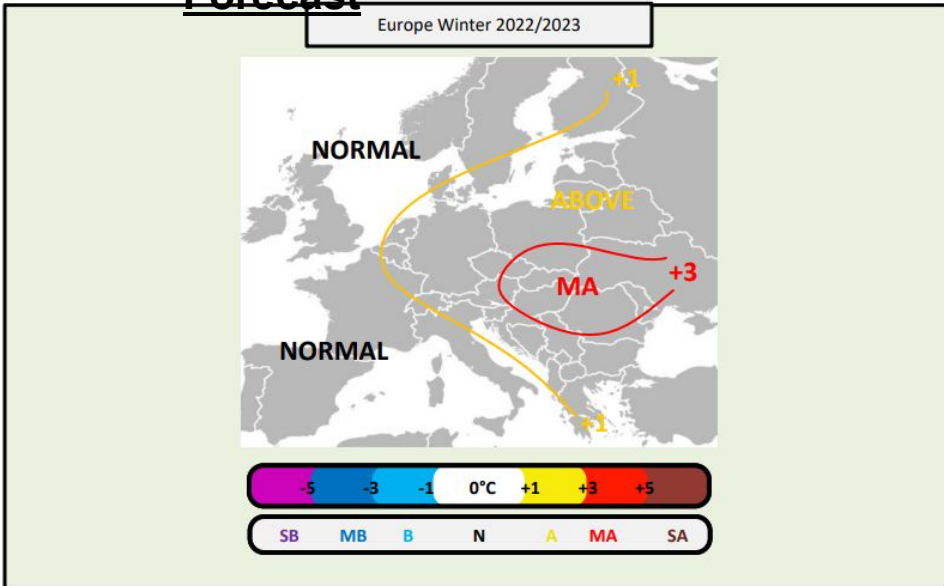 Forecast
Europe Winter 2022/2023
+1
NORMAL
ABOVE
+3
MA
NORMAL
+1
-5 -3 -1 0°C +1 +3 +5
SB MB B N A MA SA